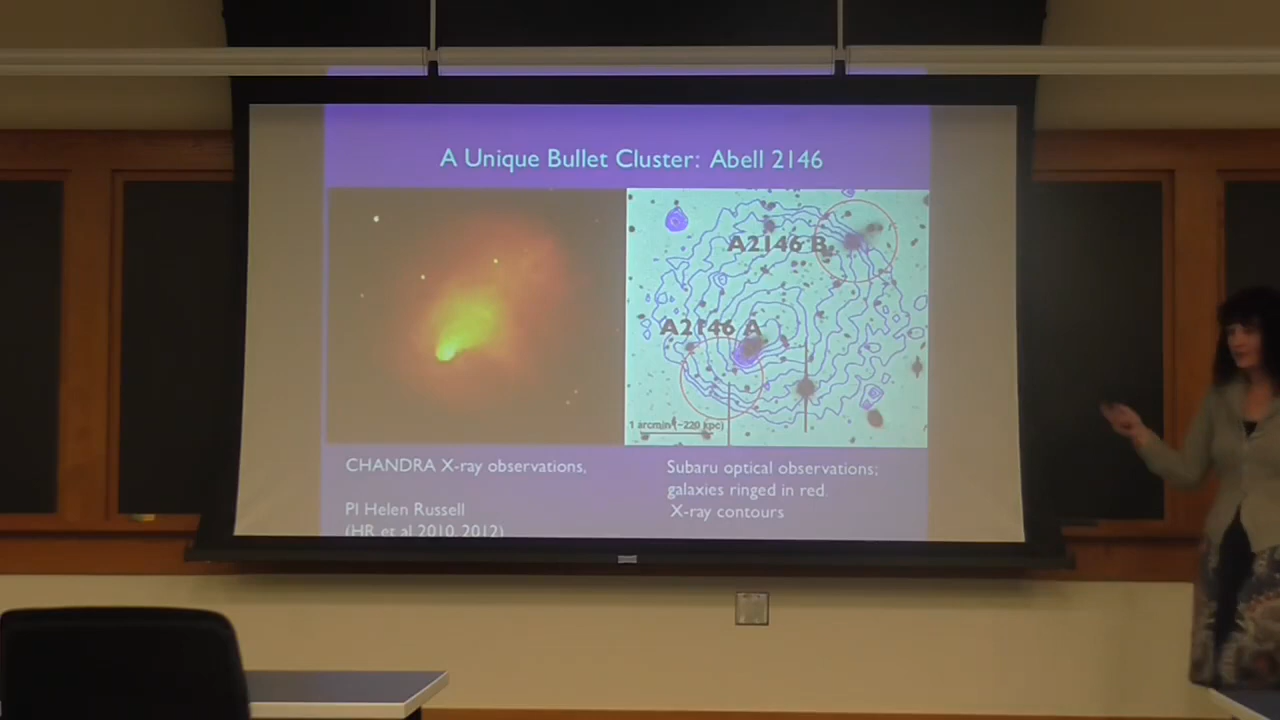 A Unique Bullet Cluster: Abell 2146
A2146 B
A2146 A
1 arcmin (~220 kpc)
CHANDRA X-ray observations,
PI Helen Russell
(HR et al 2010, 2012)
Subaru optical observations;
galaxies ringed in red.
X-ray contours